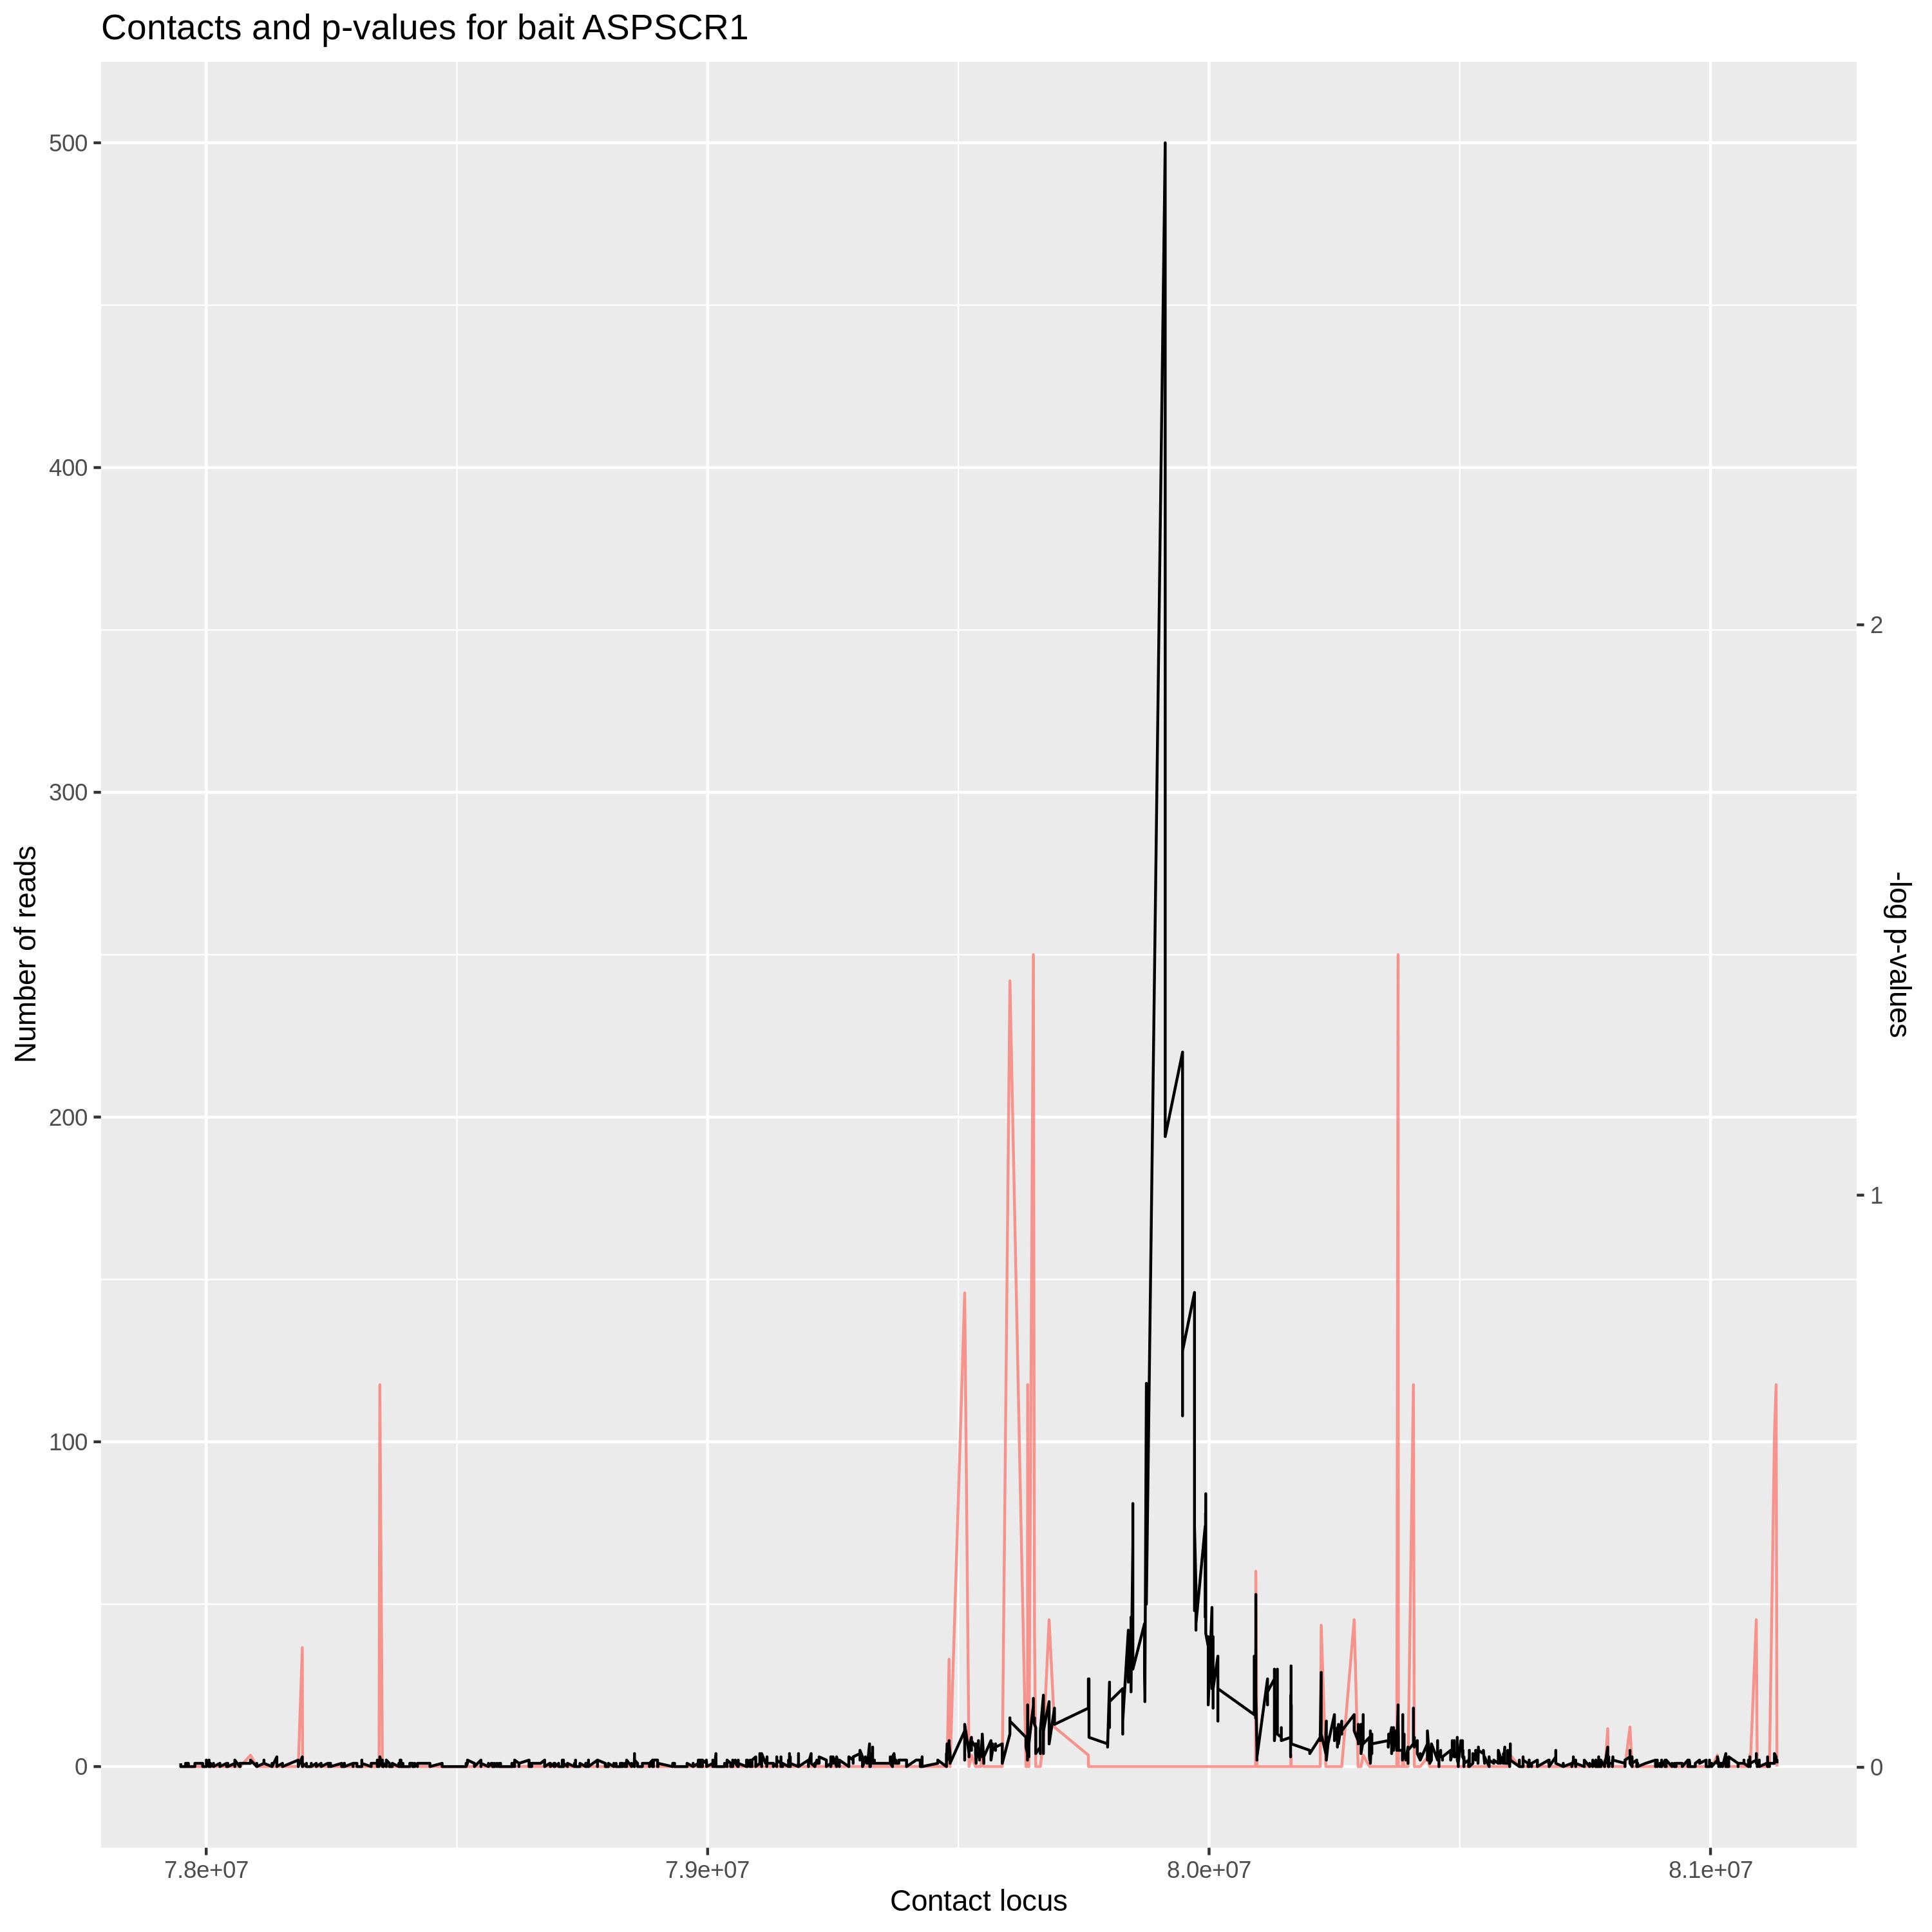 Contacts and p-values for bait ASPSCR1
500
400
300
200
100
0
Number of reads
2
1
0
-log p-values
7.8e+07
7.9e+07
8.0e+07
8.1e+07
Contact locus